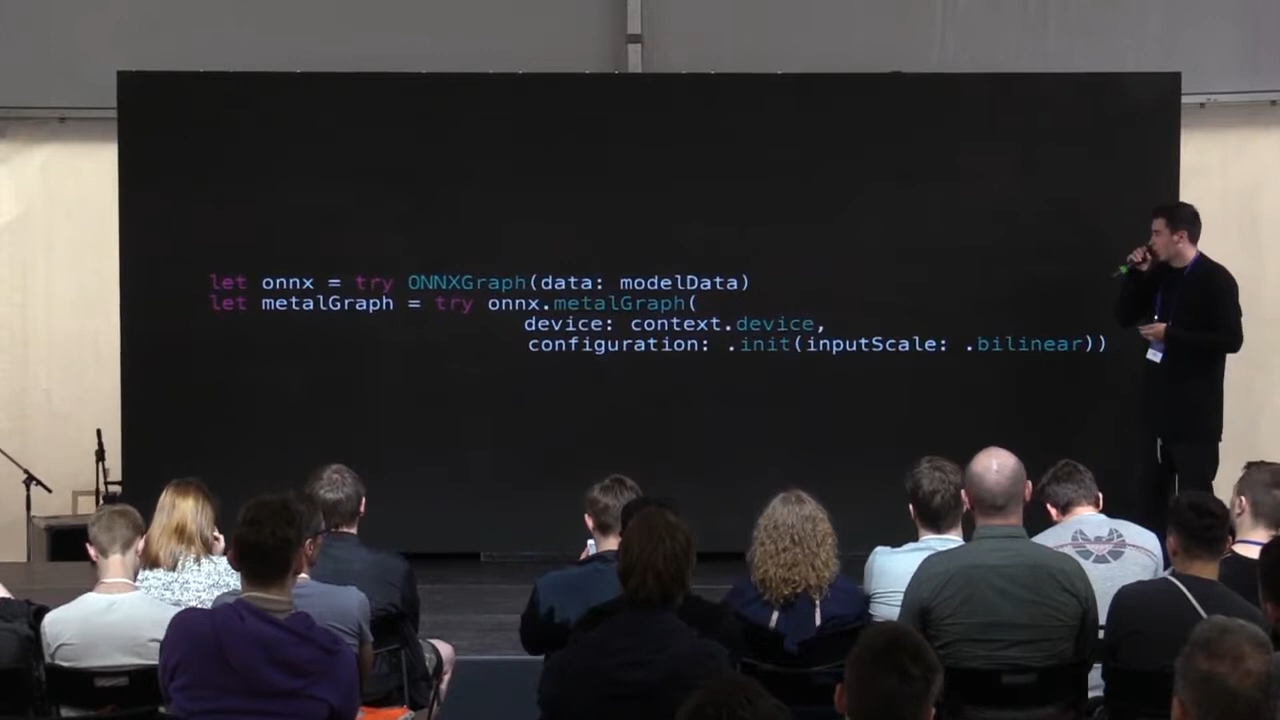 let onnx = try ONNXGraph(data: modelData)
let metalGraph = try onnx.metalGraph(
device: context.device,
configuration: .init(inputScale: .bilinear))